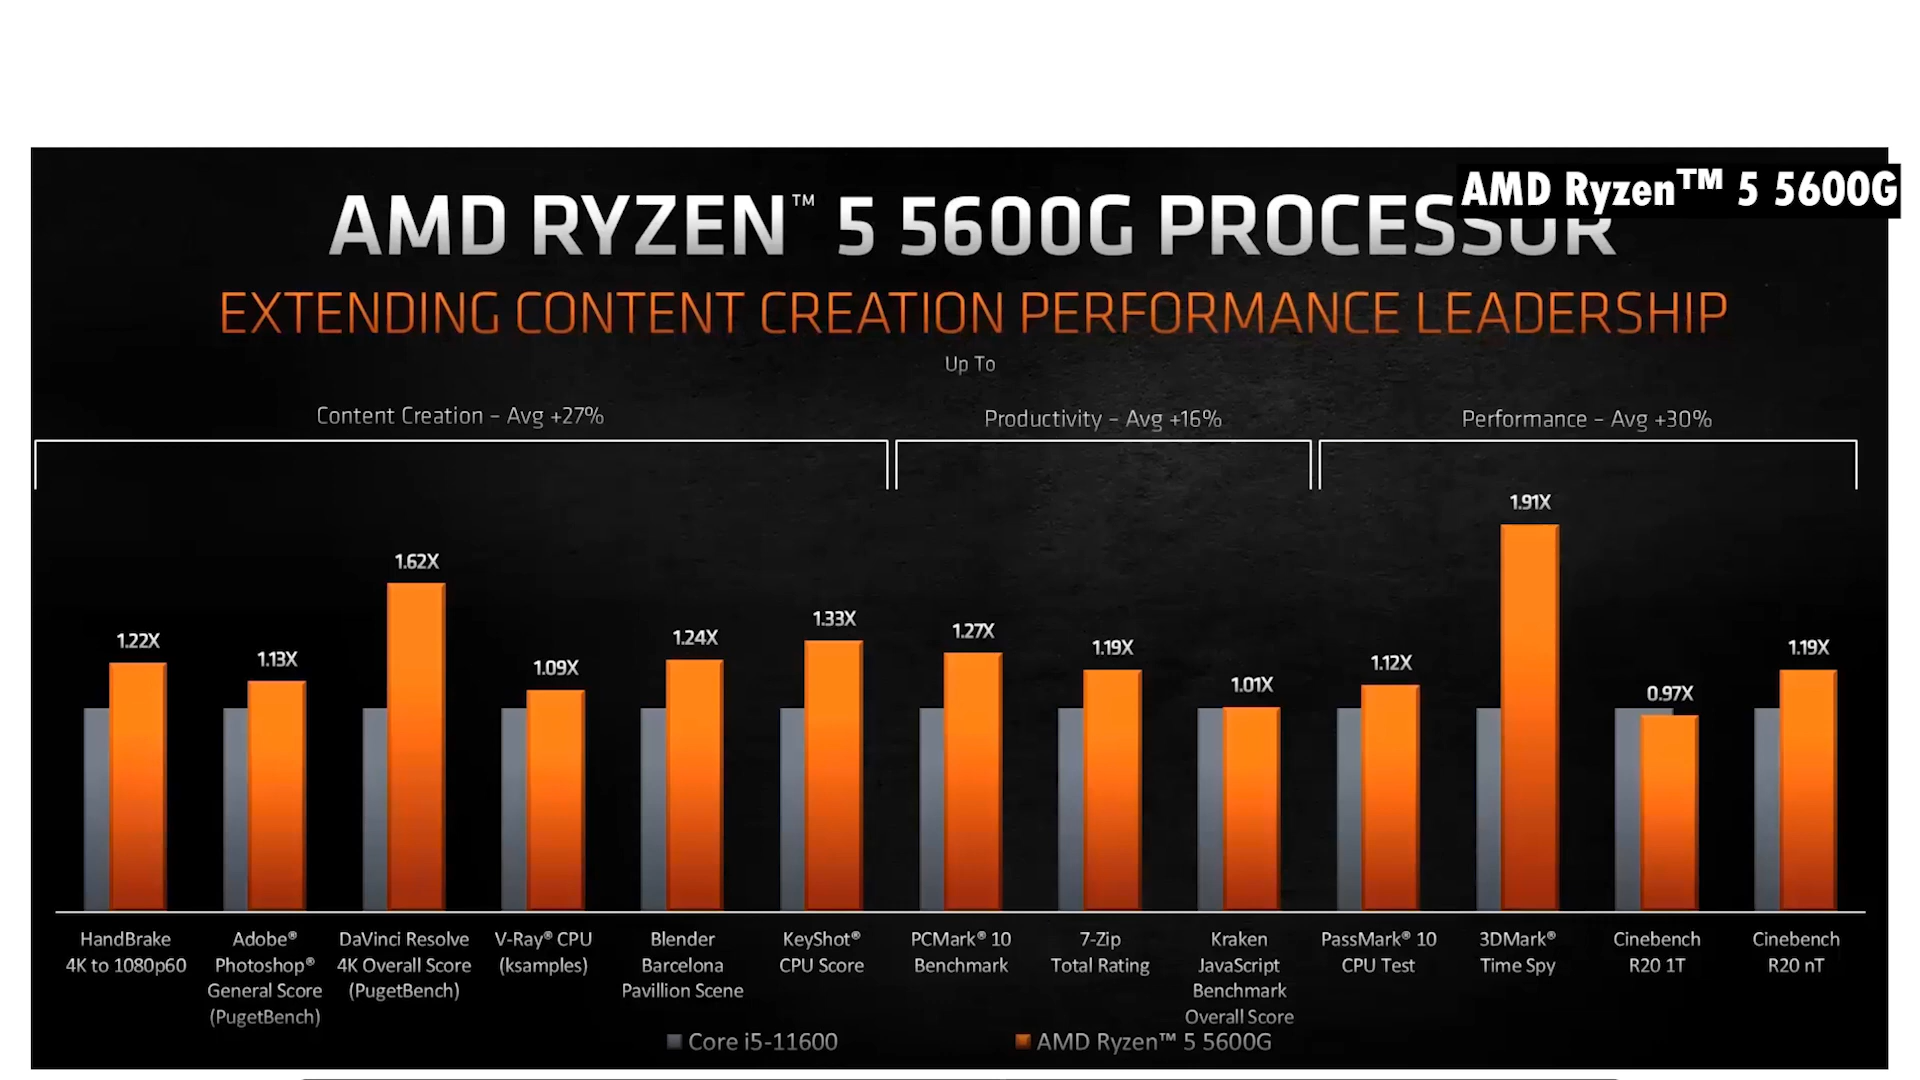 AMD Ryzen™ 5 5600G
AMD RYZEN™ 5 5600G PROCESSOR
EXTENDING CONTENT CREATION PERFORMANCE LEADERSHIP
Up To
Content Creation – Avg +27%
Productivity – Avg +16%
Performance – Avg +30%
1.22X
1.13X
1.62X
1.09X
1.24X
1.33X
1.27X
1.19X
1.01X
1.12X
1.91X
0.97X
1.19X
HandBrake
4K to 1080p60
Adobe®
Photoshop®
General Score
(PugetBench)
DaVinci Resolve
4K Overall Score
(PugetBench)
V-Ray® CPU
(ksamples)
Blender
Barcelona
Pavillion Scene
KeyShot®
CPU Score
PCMark® 10
Benchmark
7-Zip
Total Rating
Kraken
JavaScript
Benchmark
Overall Score
PassMark® 10
CPU Test
3DMark®
Time Spy
Cinebench
R20 1T
Cinebench
R20 nT
Core i5-11600
AMD Ryzen™ 5 5600G